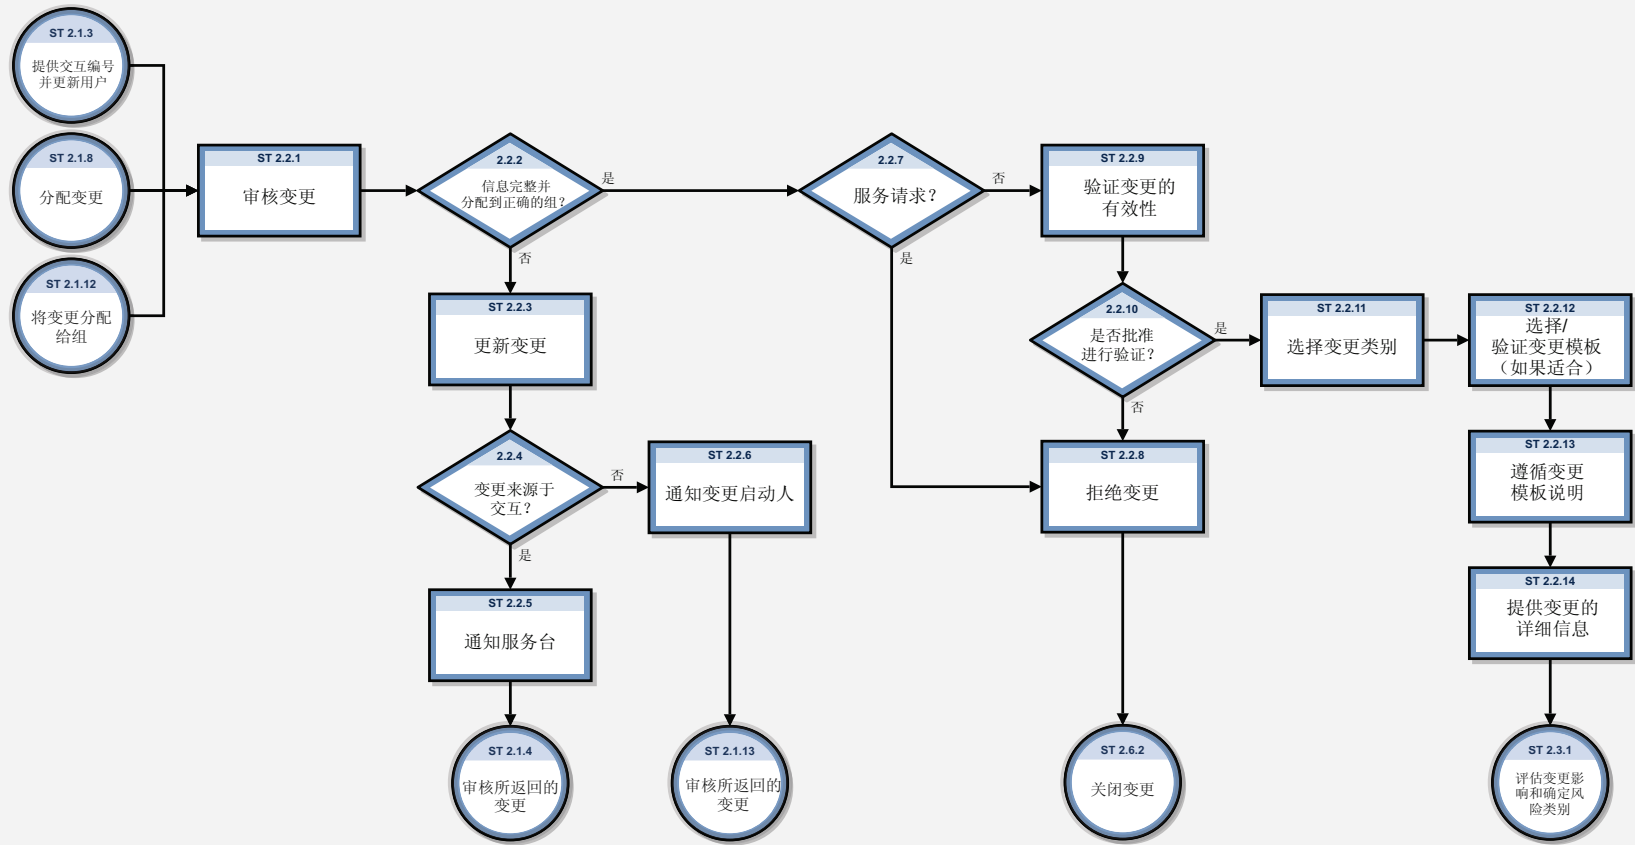 ST 2.1.3
提供交互编号
并更新用户
ST 2.1.8
分配变更
ST 2.1.12
将变更分配
给组
ST 2.2.1
审核变更
2.2.2
信息完整并
分配到正确的组？
是
否
ST 2.2.3
更新变更
2.2.4
变更来源于
交互？
否
是
ST 2.2.6
通知变更启动人
ST 2.2.5
通知服务台
ST 2.1.4
审核所返回的
变更
ST 2.1.13
审核所返回的
变更
2.2.7
服务请求？
否
是
ST 2.2.9
验证变更的
有效性
2.2.10
是否批准
进行验证？
是
否
ST 2.2.8
拒绝变更
ST 2.6.2
关闭变更
ST 2.2.11
选择变更类别
ST 2.2.12
选择/
验证变更模板
（如果适合）
ST 2.2.13
遵循变更
模板说明
ST 2.2.14
提供变更的
详细信息
ST 2.3.1
评估变更影
响和确定风
险类别